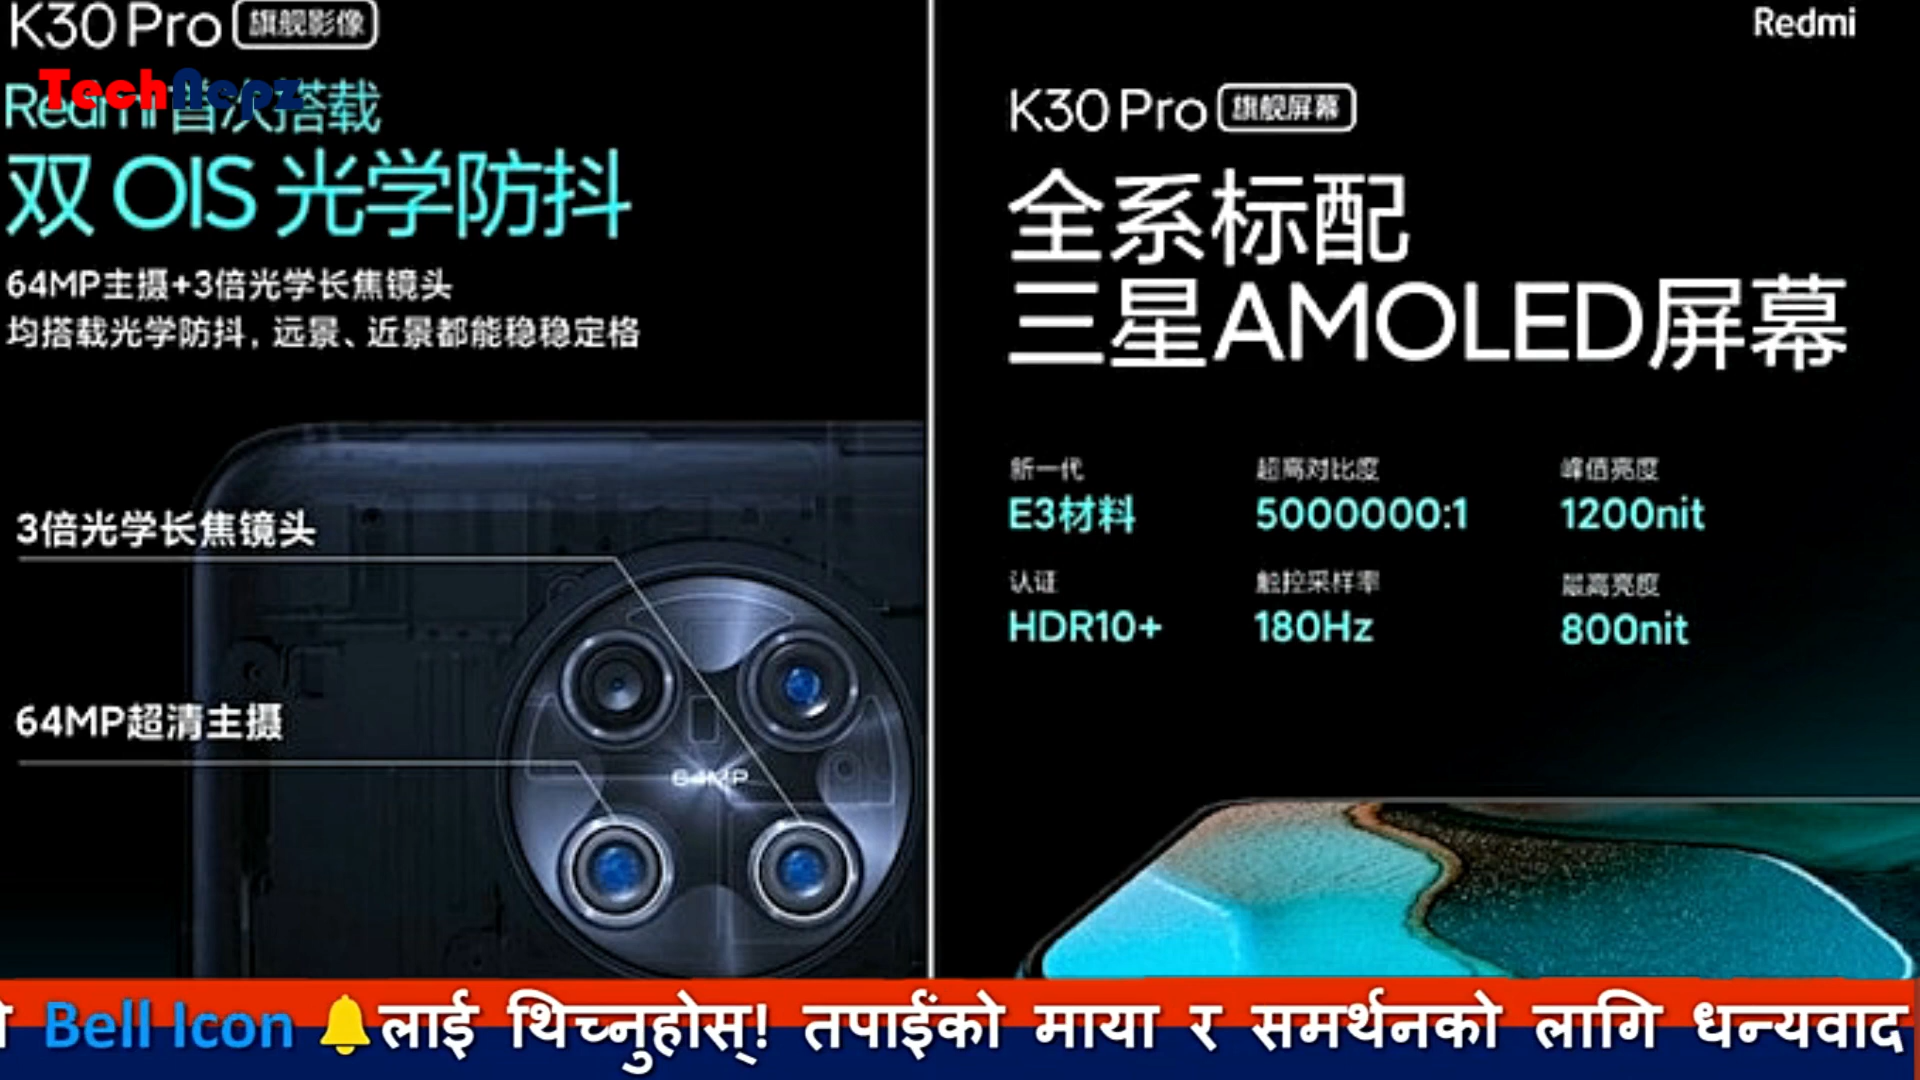 K30 Pro 旗舰影像
TechNepz
Redmi 首次搭载
双 OIS 光学防抖
64MP主摄+3倍光学长焦镜头
均搭载光学防抖, 远景、近景都能稳稳定格
3倍光学长焦镜头
64MP超清主摄
64MP
Redmi
K30 Pro 旗舰屏幕
全系标配
三星AMOLED屏幕
新一代 超高对比度 峰值亮度
E3材料 5000000:1 1200nit
认证 触控采样率 最高亮度
HDR10+ 180Hz 800nit
Bell Icon 🔔लाई थिच्नुहोस्! तपाईंको माया र समर्थनको लागि धन्यवाद